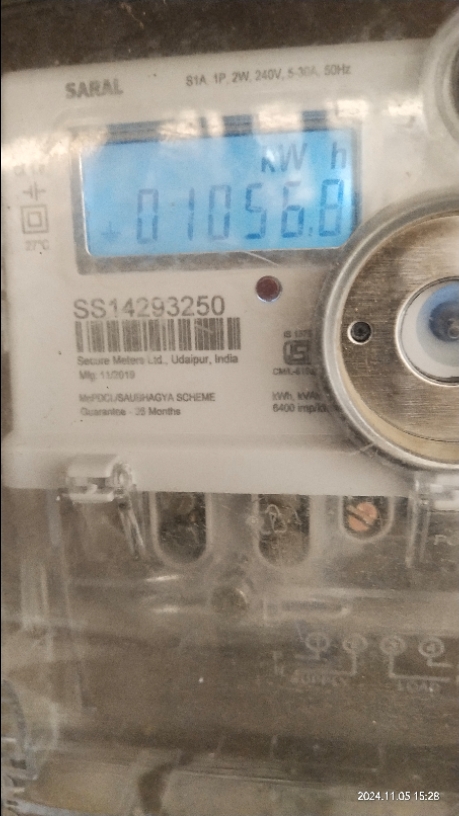 SARAL
S1A, 1P, 2W, 240V, 5-30A, 50Hz
kW h
01056.8
27°C
SS14293250
Secure Meters Ltd., Udaipur, India
Mfg. 11/2019
SAUBHAGYA SCHEME
Guarantee - 25 Months
kWh,
6400 imp/
SUPPLY
LOAD
2024.11.05 15:28